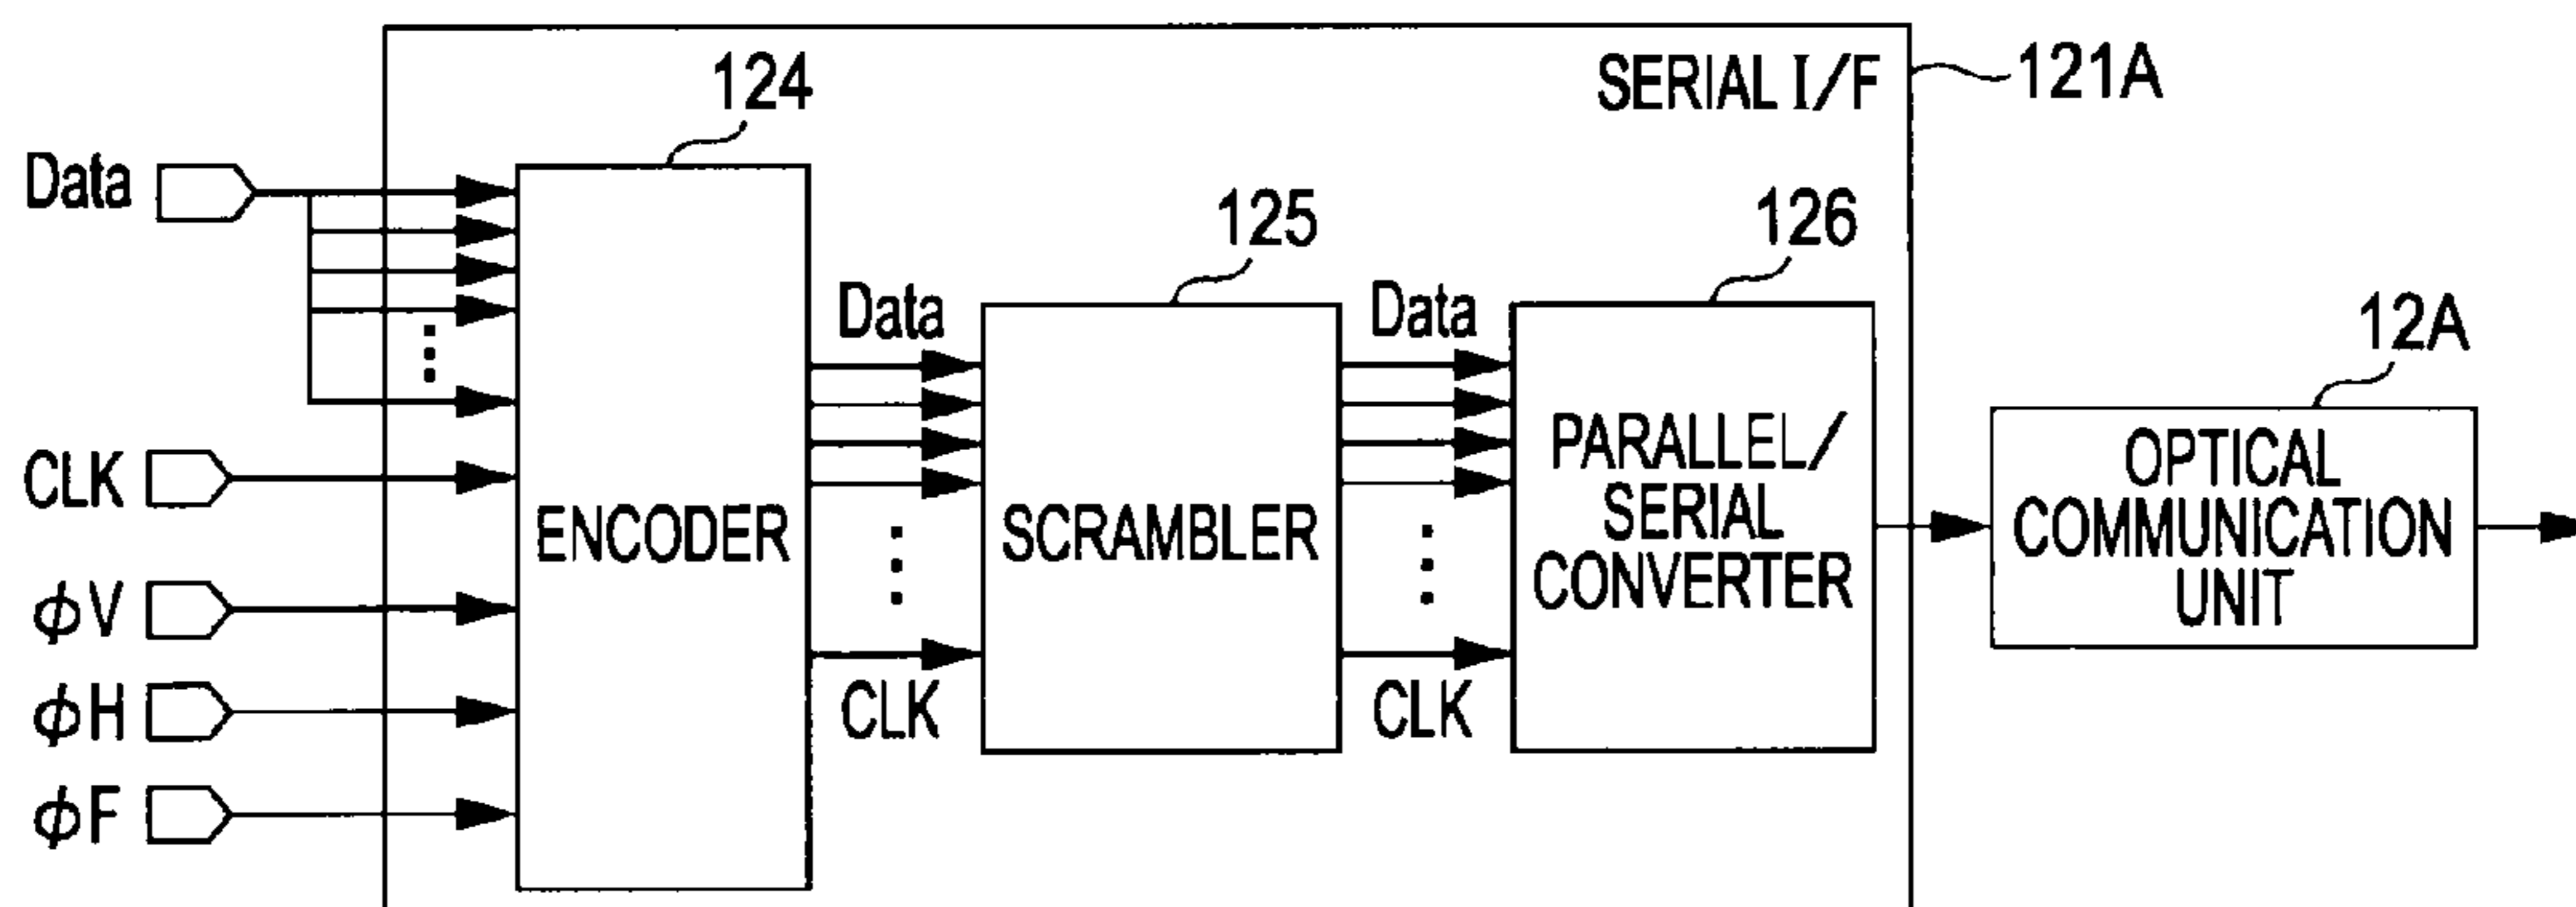 SERIAL I/F
121A
124
Data
125
126
12A
Data
Data
CLK
ENCODER
SCRAMBLER
PARALLEL/
SERIAL
CONVERTER
OPTICAL
COMMUNICATION
UNIT
ϕV
ϕH
ϕF
CLK
CLK